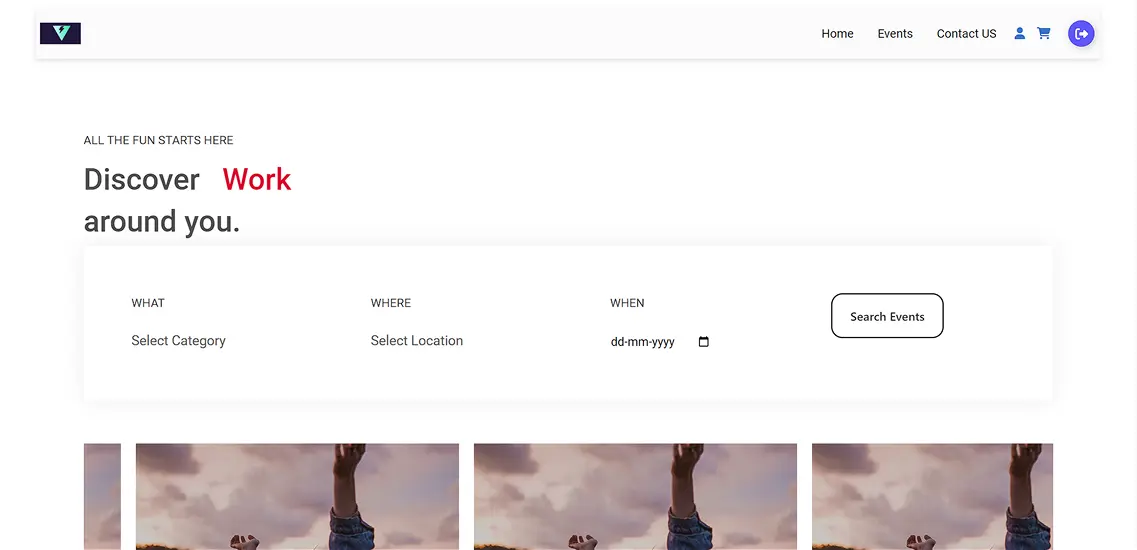 Home Events Contact US
ALL THE FUN STARTS HERE
Discover Work
around you.
WHAT WHERE WHEN
Search Events
Select Category Select Location dd-mm-yyyy